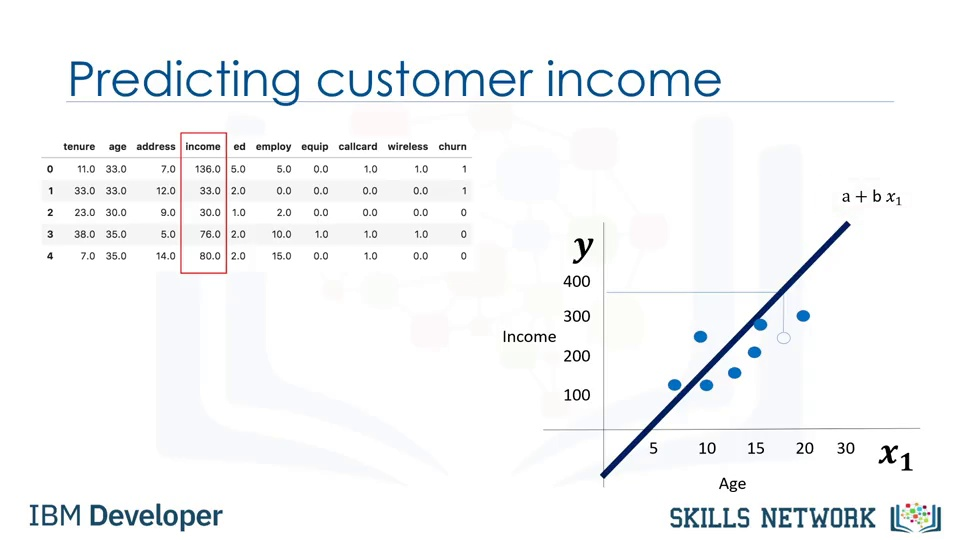 Predicting customer income
tenure age address income ed employ equip callcard wireless churn
0 11.0 33.0 7.0 136.0 5.0 5.0 0.0 1.0 1.0 1
1 33.0 33.0 12.0 33.0 2.0 0.0 0.0 0.0 0.0 1
2 23.0 30.0 9.0 30.0 1.0 2.0 0.0 0.0 0.0 0
3 38.0 35.0 5.0 76.0 2.0 10.0 1.0 1.0 1.0 0
4 7.0 35.0 14.0 80.0 2.0 15.0 0.0 1.0 0.0 0
a + b x₁
y
400
300
Income
200
100
5 10 15 20 30 x₁
Age
IBM Developer
SKILLS NETWORK